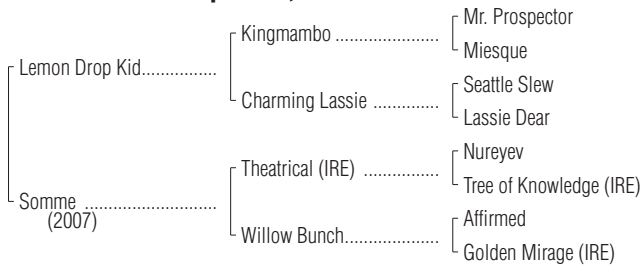 Mr. Prospector
Kingmambo ......................
Miesque
Lemon Drop Kid...............
Seattle Slew
Charming Lassie ..............
Lassie Dear
Nureyev
Theatrical (IRE) ................
Tree of Knowledge (IRE)
Somme ...........................
(2007)
Affirmed
Willow Bunch....................
Golden Mirage (IRE)